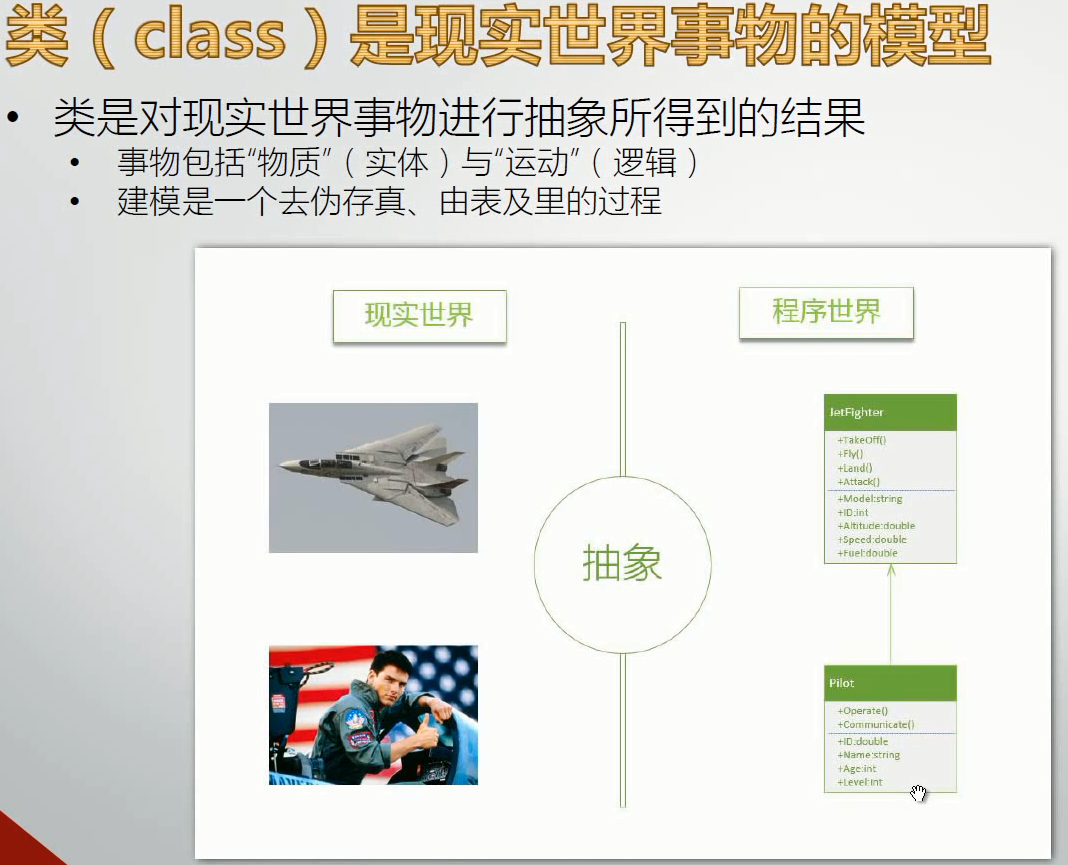 类（class）是现实世界事物的模型
• 类是对现实世界事物进行抽象所得到的结果
• 事物包括“物质”（实体）与“运动”（逻辑）
• 建模是一个去伪存真、由表及里的过程
现实世界
程序世界
抽象
JetFighter
+TakeOff()
+Fly()
+Land()
+Attack()
+Model:string
+ID:int
+Altitude:double
+Speed:double
+Fuel:double
Pilot
+Operate()
+Communicate()
+ID:double
+Name:string
+Age:int
+Level:int